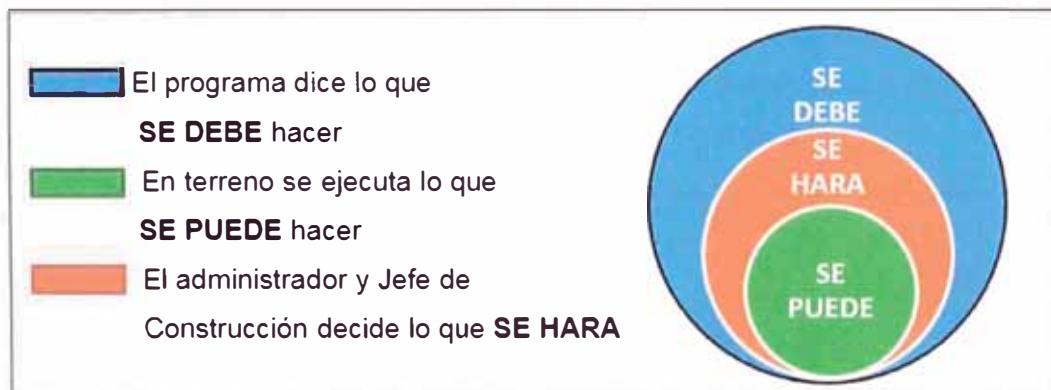 El programa dice lo que
SE DEBE hacer
En terreno se ejecuta lo que
SE PUEDE hacer
El administrador y Jefe de
Construcción decide lo que SE HARA
SE
DEBE
SE
HARA
SE
PUEDE